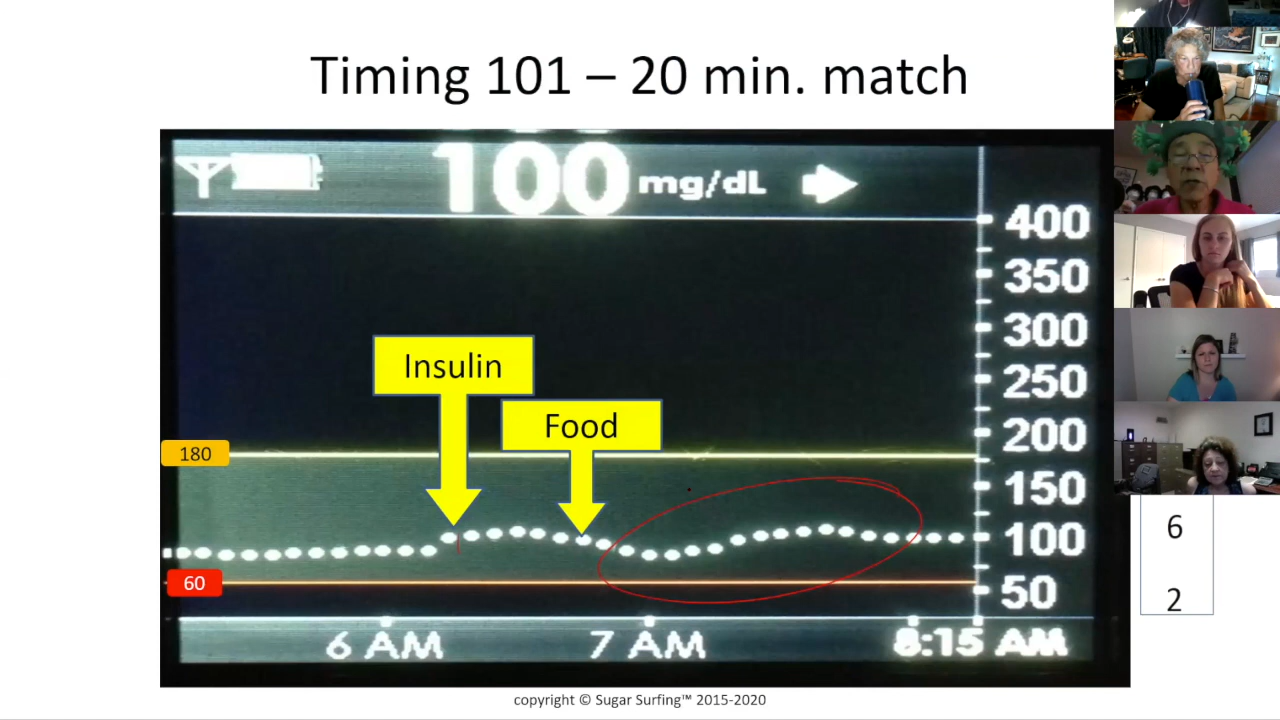 Timing 101 – 20 min. match
100 mg/dL
400
350
300
250
200
150
100
50
Insulin
Food
180
60
6 AM
7 AM
8:15 AM
6
2
copyright © Sugar Surfing™ 2015-2020